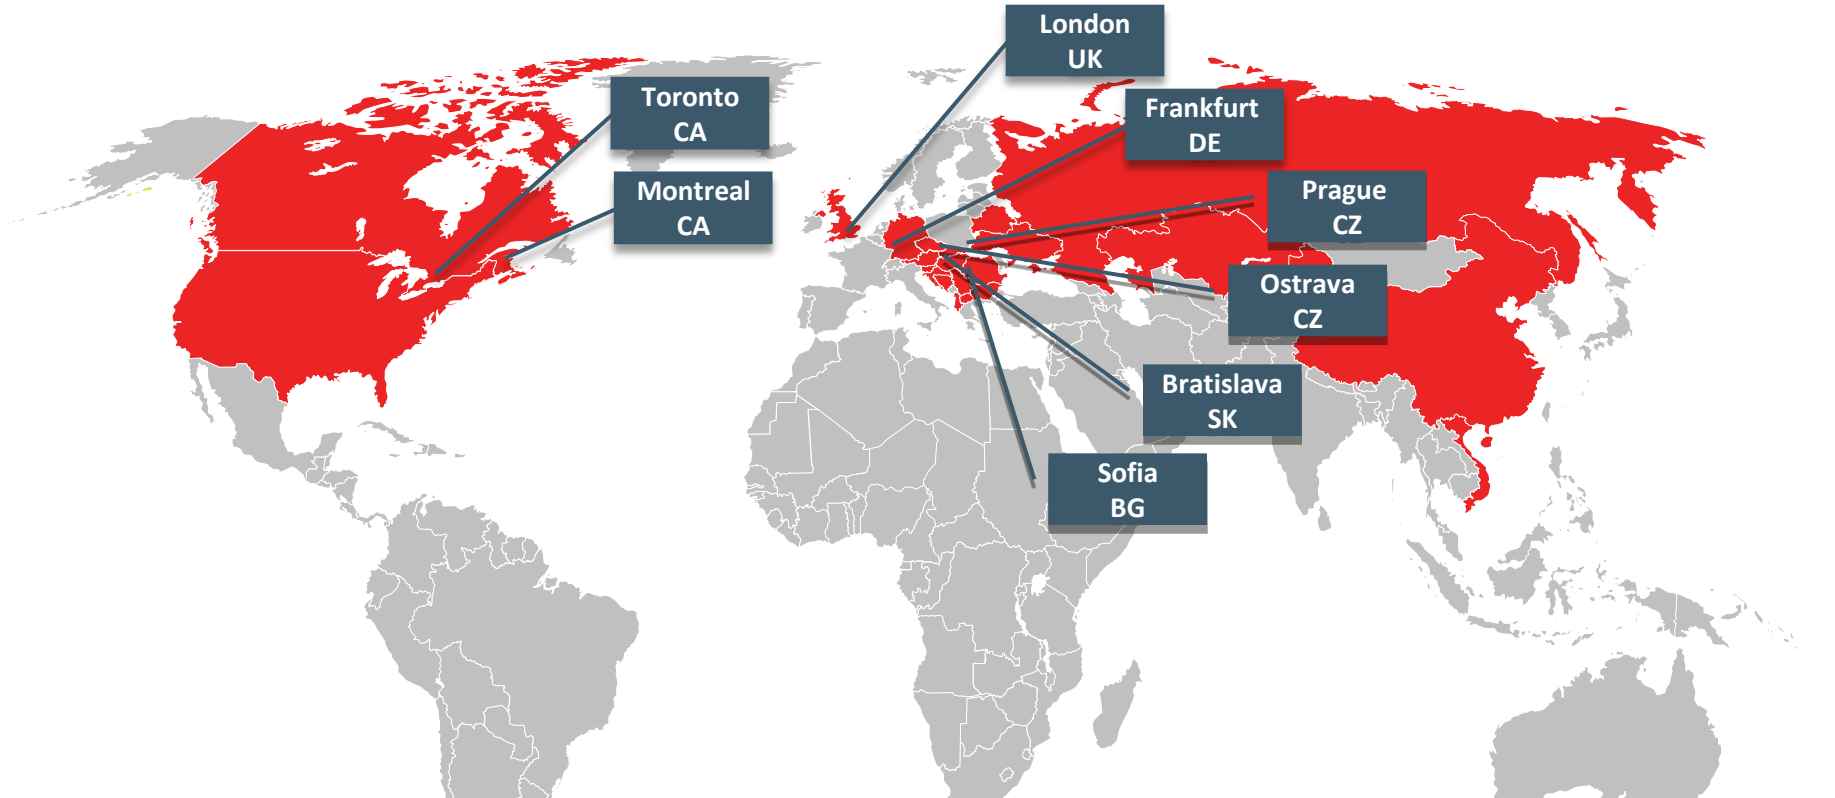 London
UK
Toronto
CA
Frankfurt
DE
Montreal
CA
Prague
CZ
Ostrava
CZ
Bratislava
SK
Sofia
BG